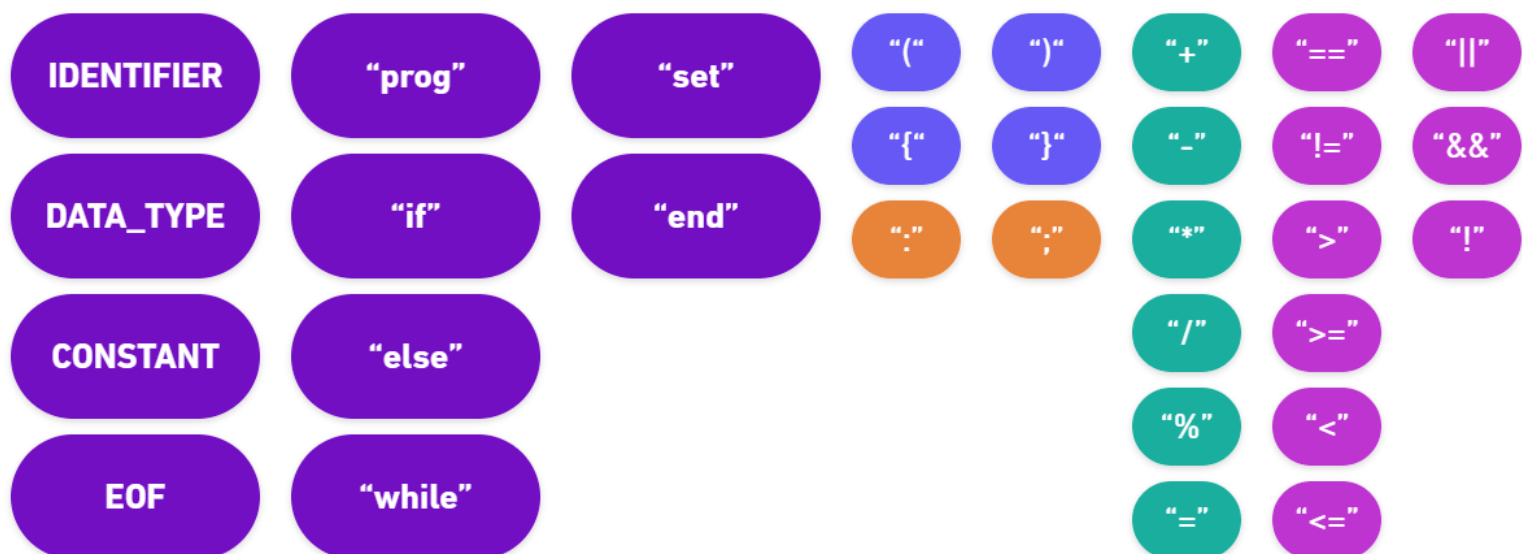 IDENTIFIER “prog” “set” “(“ “)“ “+” “==” “||”
“{“ “}“ “-” “!=” “&&”
DATA_TYPE “if” “end” “:” “;” “*” “>” “!”
“/” “>=”
CONSTANT “else”
“%” “<”
EOF “while” “=” “<=”